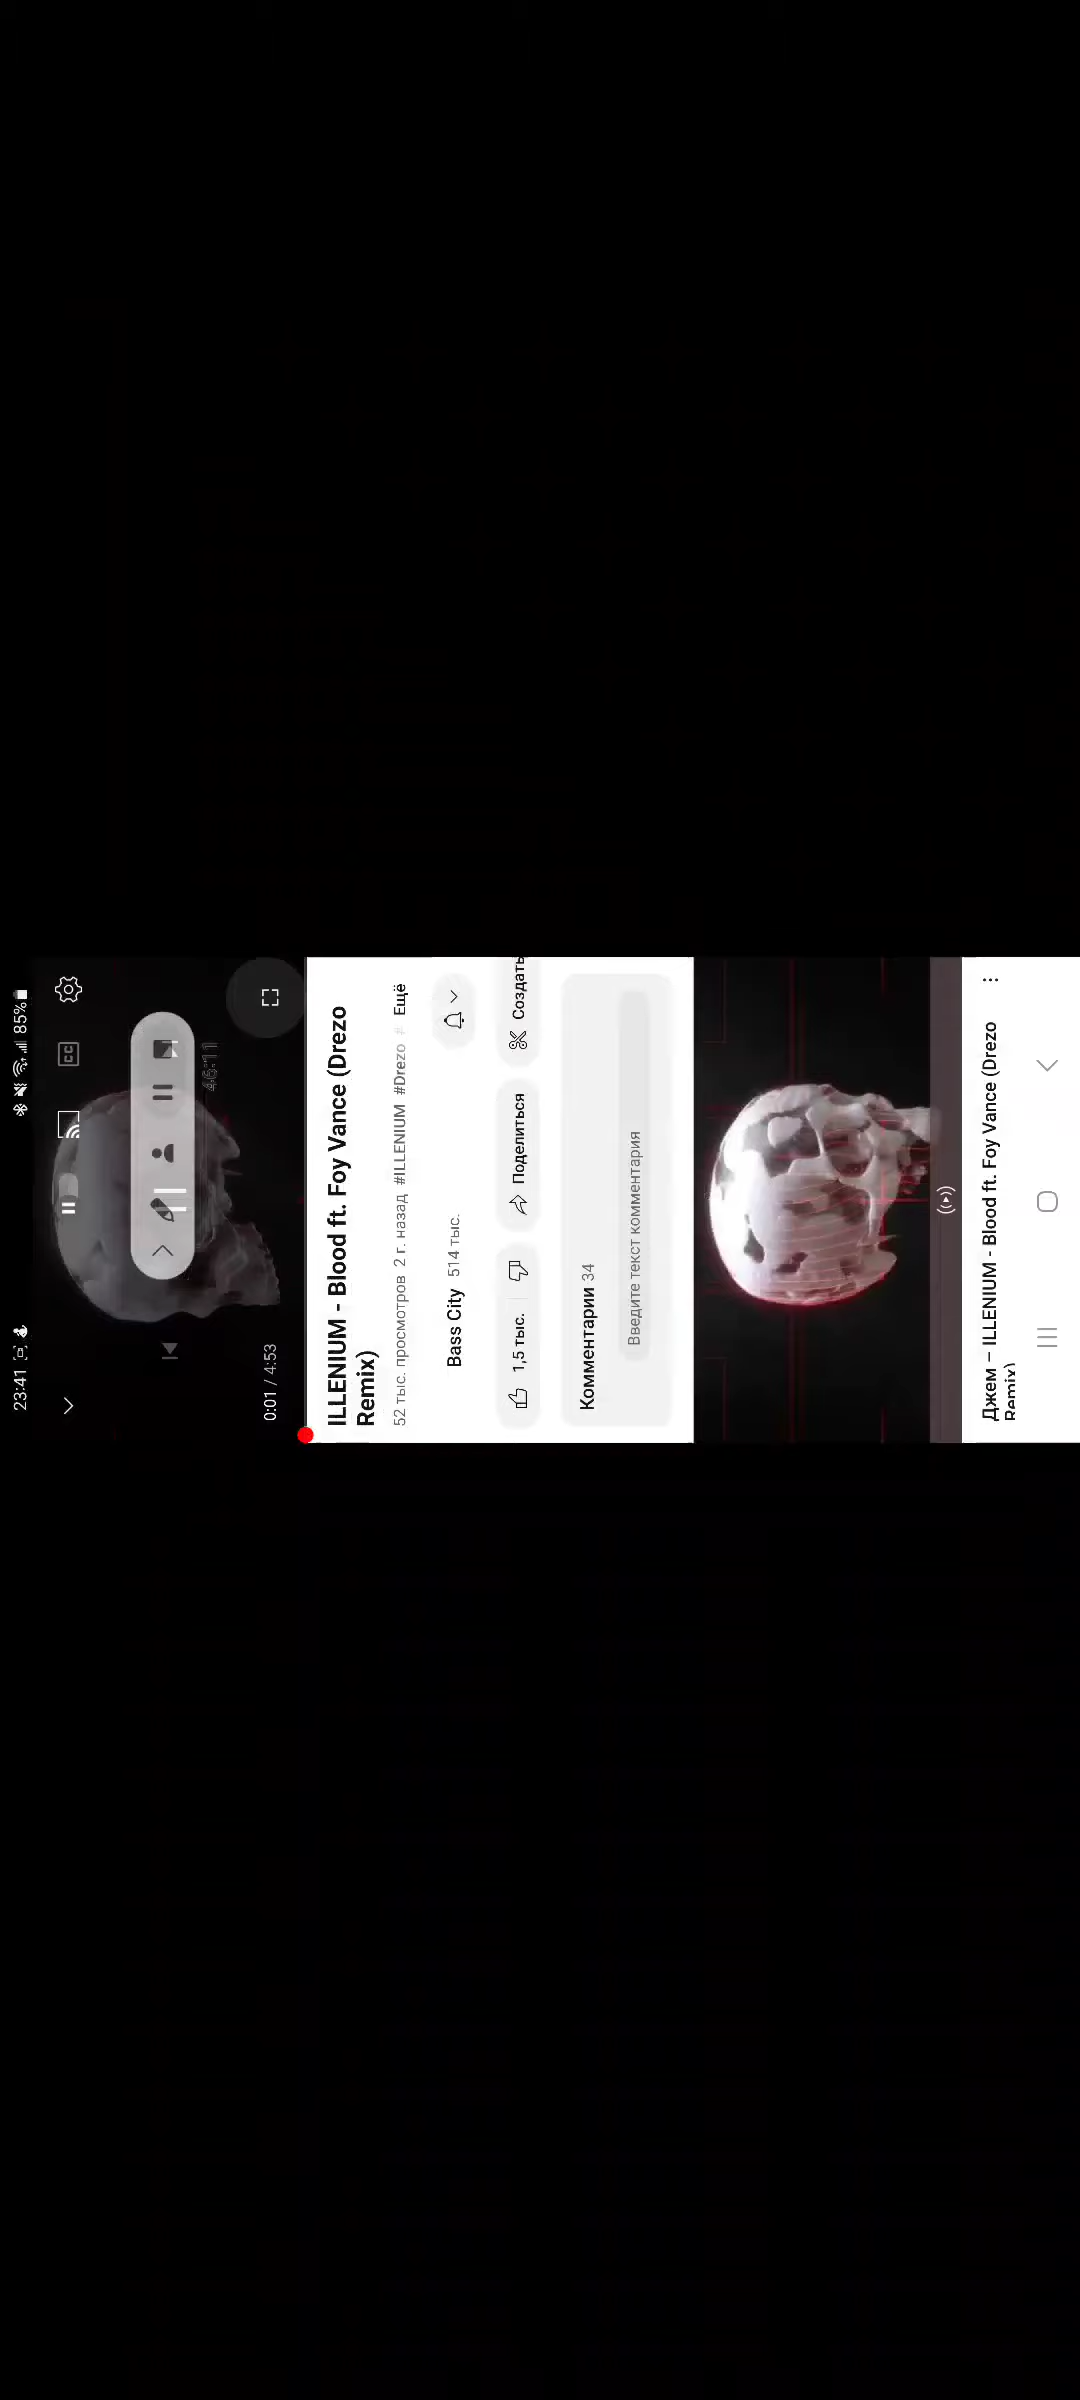 23:41
85%
46:11
0:01 / 4:53
ILLENIUM - Blood ft. Foy Vance (Drezo
Remix)
52 тыс. просмотров 2 г. назад #ILLENIUM #Drezo # Ещё
Bass City 514 тыс.
1,5 тыс. Поделиться Создать
Комментарии 34
Введите текст комментария
Джем – ILLENIUM - Blood ft. Foy Vance (Drezo
Remix)